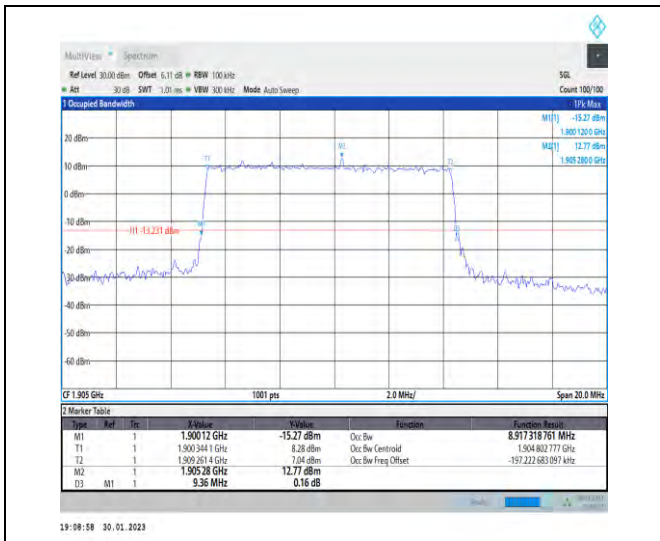 MultiView Spectrum
Ref Level 30.00 dBm Offset 6.11 dB RBW 100 kHz SGL
Att 30 dB SWT 1.01 ms VBW 300 kHz Mode Auto Sweep Count 100/100
1 Occupied Bandwidth 1Pk Max
M1[1] -15.27 dBm
1.900 120 0 GHz
M2[1] 12.77 dBm
1.905 280 0 GHz
20 dBm
M2
T1
T2
10 dBm
0 dBm
-10 dBm
M1
H1 -13.231 dBm
D3
-30 dBm
-40 dBm
-50 dBm
-60 dBm
CF 1.905 GHz 1001 pts 2.0 MHz/ Span 20.0 MHz
2 Marker Table
Type Ref Trc X-Value Y-Value Function Function Result
M1 1 1.90012 GHz -15.27 dBm Occ Bw 8.917 318 761 MHz
T1 1 1.900 344 1 GHz 8.28 dBm Occ Bw Centroid 1.904 802 777 GHz
T2 1 1.909 261 4 GHz 7.04 dBm Occ Bw Freq Offset -197.222 683 097 kHz
M2 1 1.90528 GHz 12.77 dBm
D3 M1 1 9.36 MHz 0.16 dB
Ready
19:08:58 30.01.2023